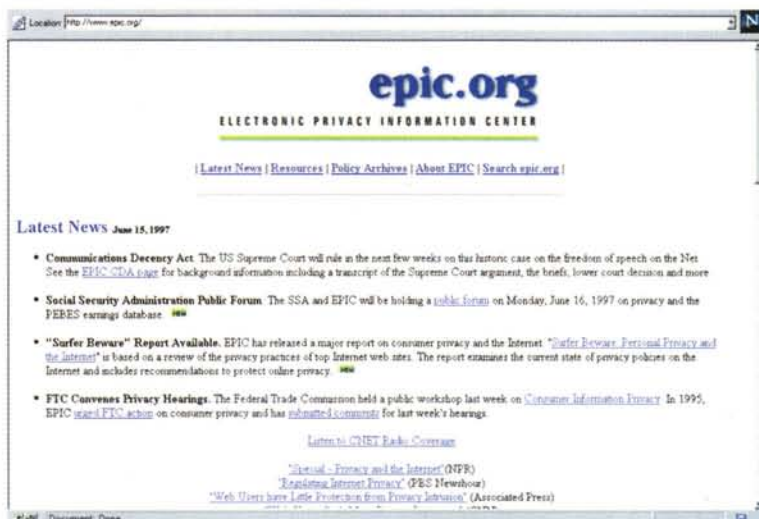 Location: http://www.epic.org/
N
epic.org
ELECTRONIC PRIVACY INFORMATION CENTER
| Latest News | Resources | Policy Archives | About EPIC | Search epic.org |
Latest News June 15, 1997
• Communications Decency Act. The US Supreme Court will rule in the next few weeks on this historic case on the freedom of speech on the Net
See the EPIC CDA page for background information including a transcript of the Supreme Court argument, the briefs, lower court decision and more
• Social Security Administration Public Forum. The SSA and EPIC will be holding a public forum on Monday, June 16, 1997 on privacy and the
PEBES earnings database. new
• "Surfer Beware" Report Available. EPIC has released a major report on consumer privacy and the Internet. "Surfer Beware: Personal Privacy and
the Internet" is based on a review of the privacy practices of top Internet web sites. The report examines the current state of privacy policies on the
Internet and includes recommendations to protect online privacy. new
• FTC Convenes Privacy Hearings. The Federal Trade Commission held a public workshop last week on Consumer Information Privacy. In 1995,
EPIC urged FTC action on consumer privacy and has submitted comments for last week's hearings.
Listen to CNET Radio Coverage
"Special - Privacy and the Internet" (NPR)
"Regulating Internet Privacy" (PBS Newshour)
"Web Users have Little Protection from Privacy Intrusion" (Associated Press)
Document: Done